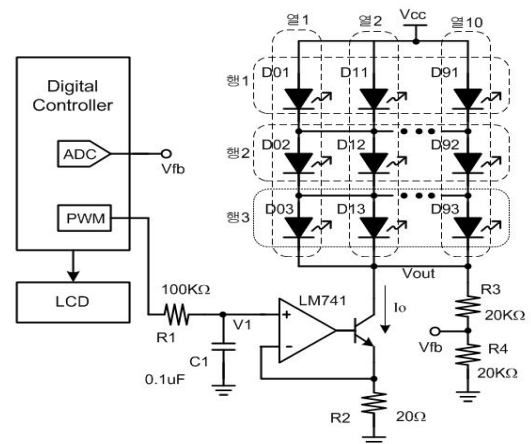 열1 열2 Vcc 열10
Digital
Controller
행1 D01 D11 D91
ADC
Vfb
행2 D02 D12 D92
PWM
행3 D03 D13 D93
LCD
Vout
100KΩ
LM741
Io
R3
20KΩ
R1
V1
+
-
Vfb
R4
20KΩ
C1
0.1uF
R2
20Ω